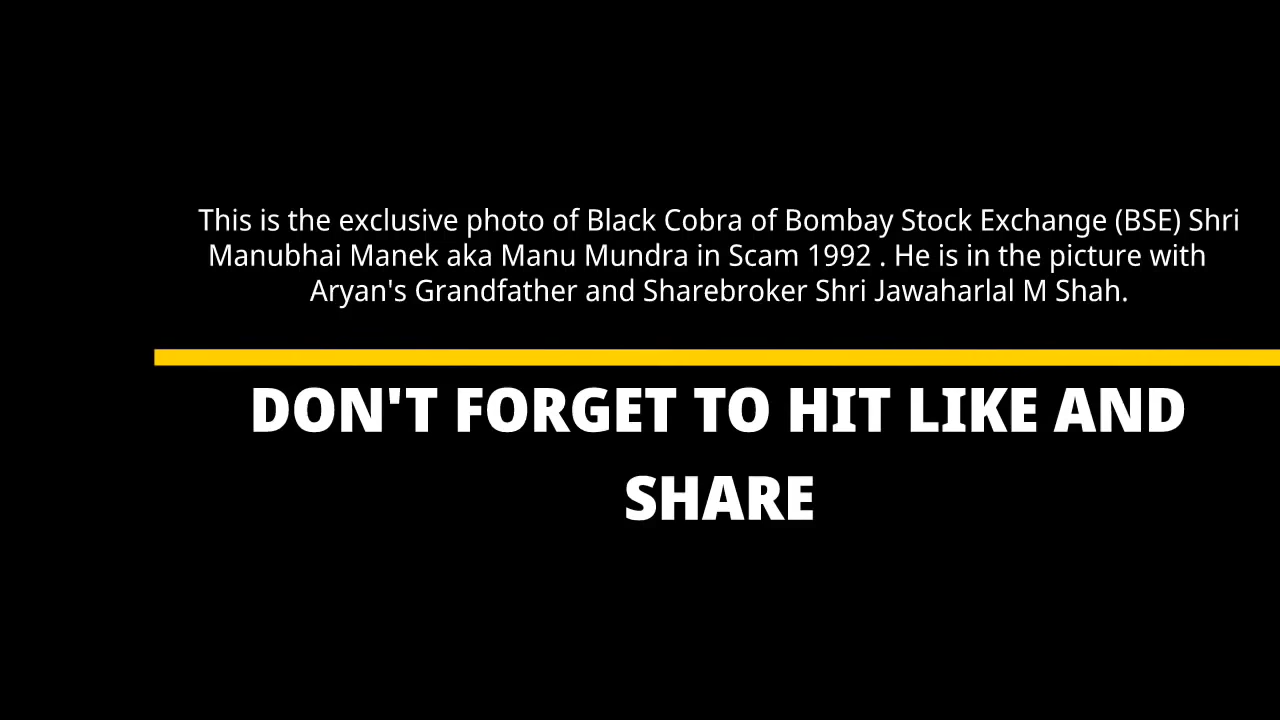 This is the exclusive photo of Black Cobra of Bombay Stock Exchange (BSE) Shri
Manubhai Manek aka Manu Mundra in Scam 1992 . He is in the picture with
Aryan's Grandfather and Sharebroker Shri Jawaharlal M Shah.
DON'T FORGET TO HIT LIKE AND
SHARE